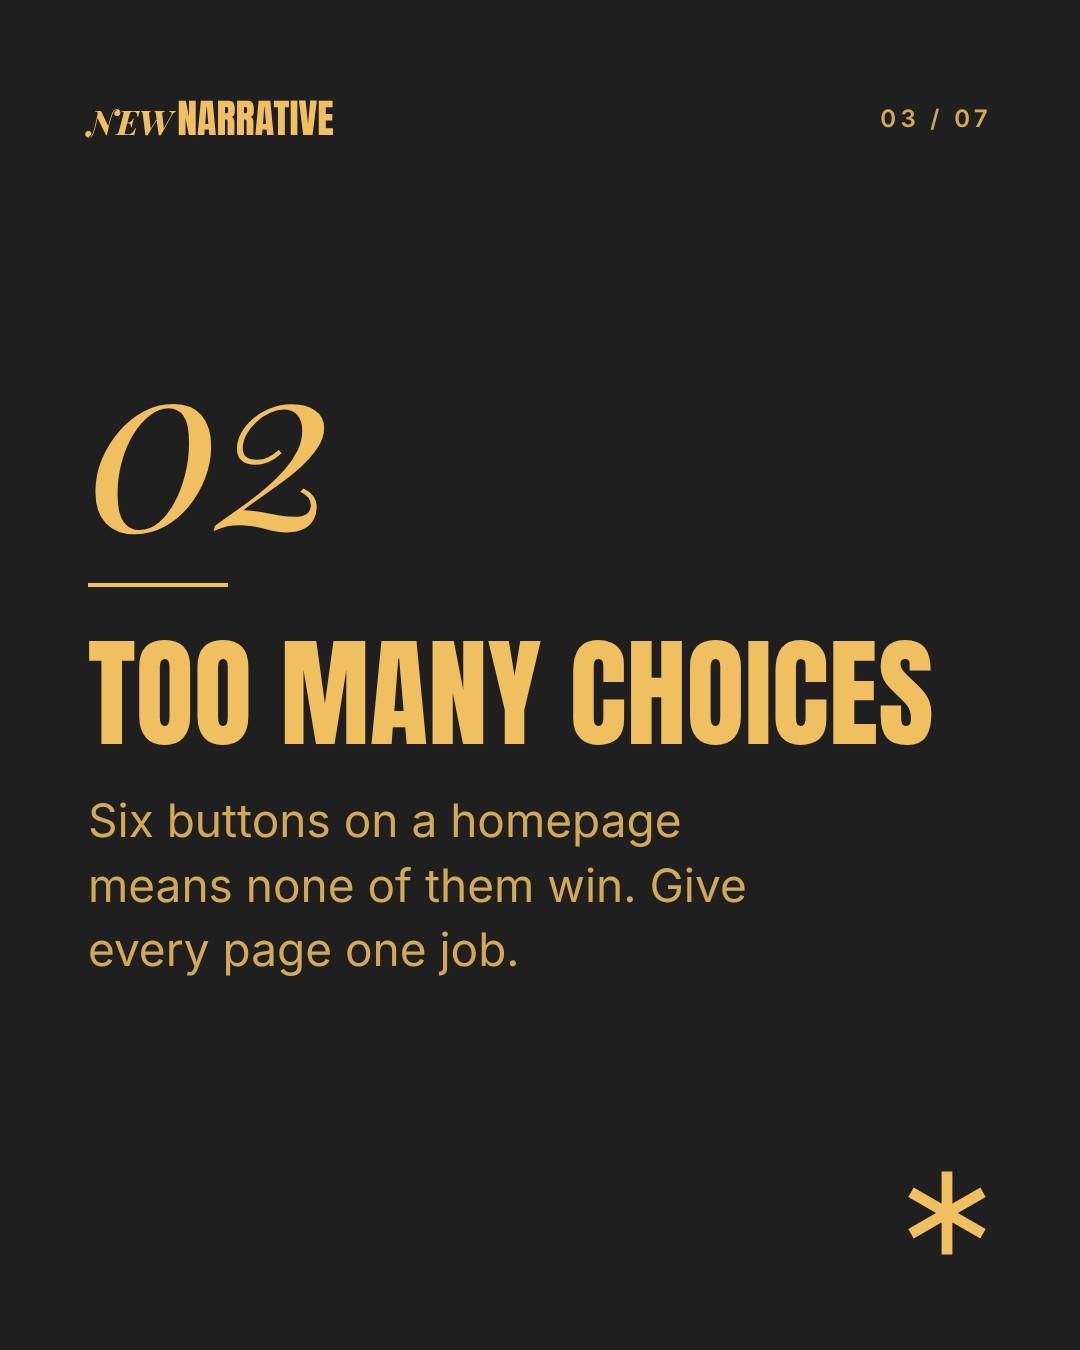 NEW NARRATIVE
03 / 07
02
TOO MANY CHOICES
Six buttons on a homepage
means none of them win. Give
every page one job.
*